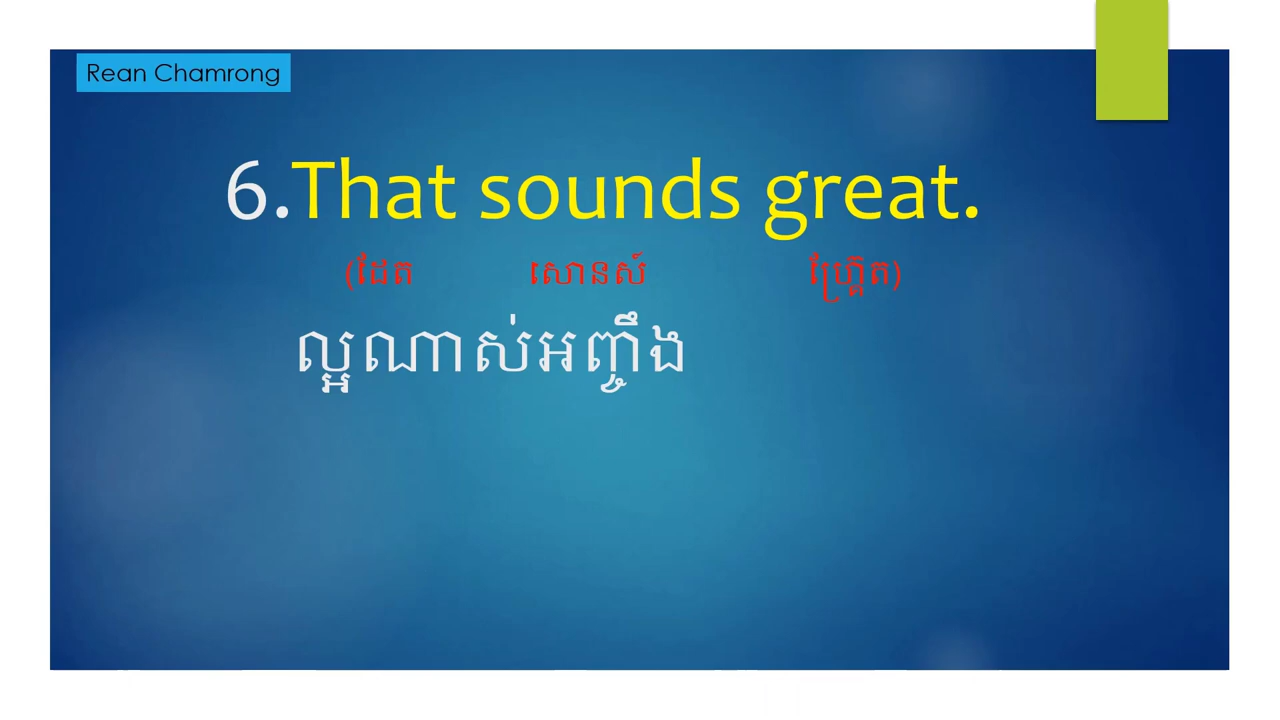 Rean Chamrong
6.That sounds great.
(ដែត សោនស៍ ហ្គ្រ៊ែត)
ល្អណាស់អញ្ចឹង